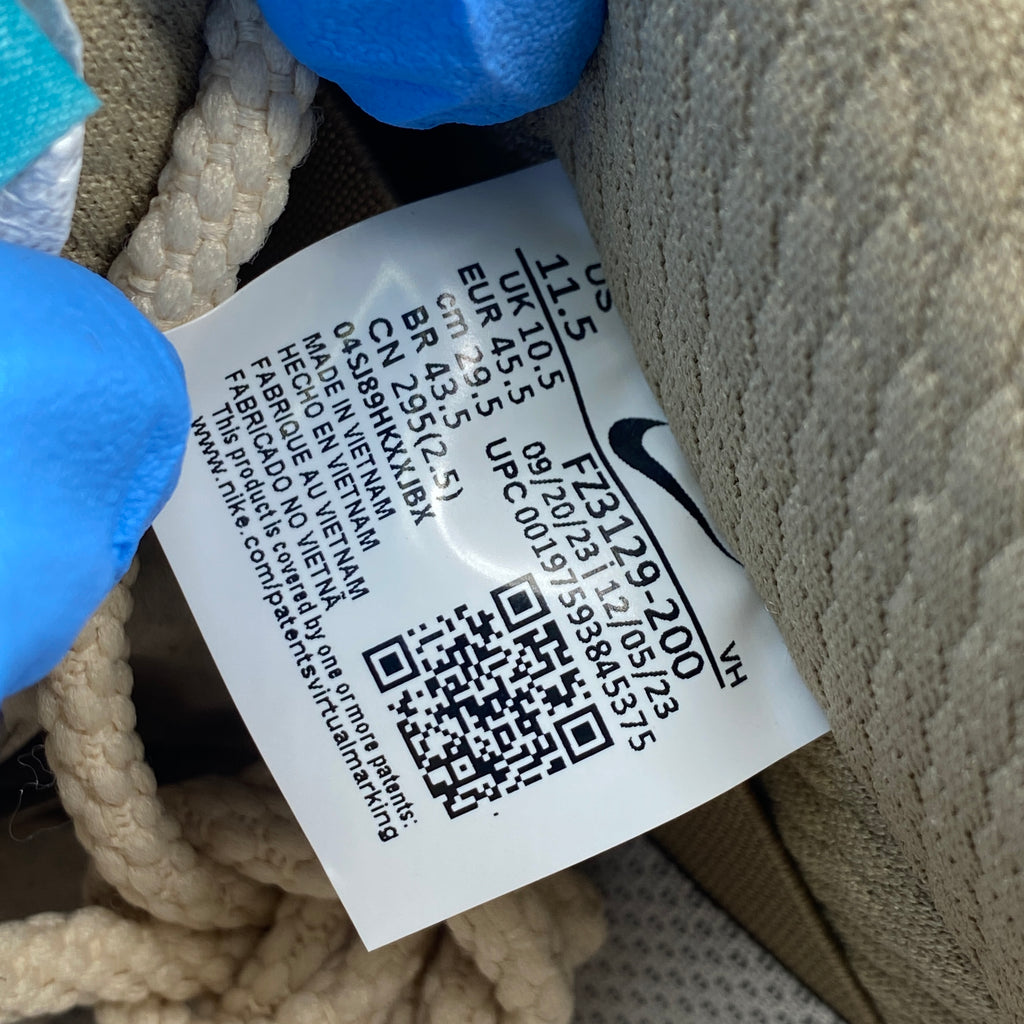 US
11.5
UK 10.5
EUR 45.5
cm 29.5
BR 43.5
CN 295(2.5)
VH
FZ3129-200
09/20/23 | 12/05/23
UPC 00197593845375
04SJ89HKXXJBX
MADE IN VIETNAM
HECHO EN VIETNAM
FABRIQUE AU VIETNAM
FABRICADO NO VIETNÃ
This product is covered by one or more patents:
www.nike.com/patentsvirtualmarking